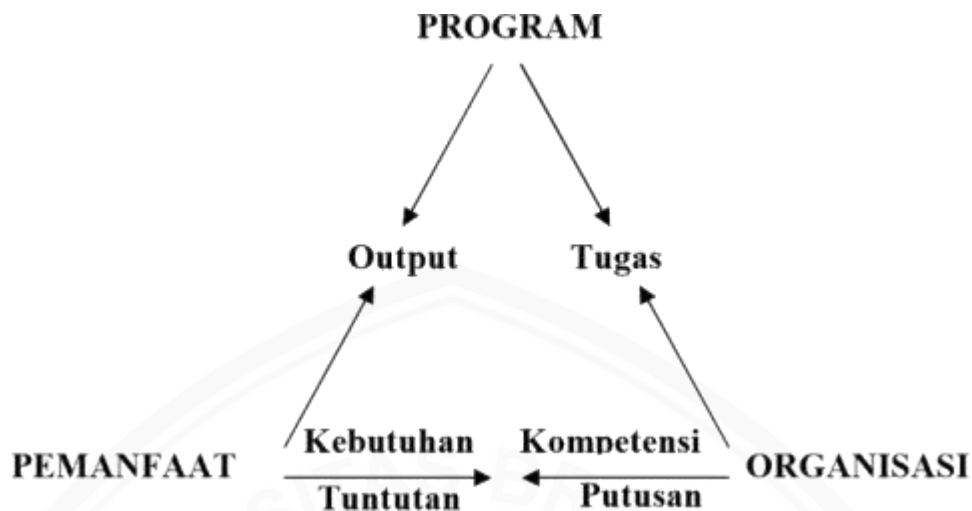 PROGRAM
Output Tugas
Kebutuhan Kompetensi
PEMANFAAT ORGANISASI
Tuntutan Putusan